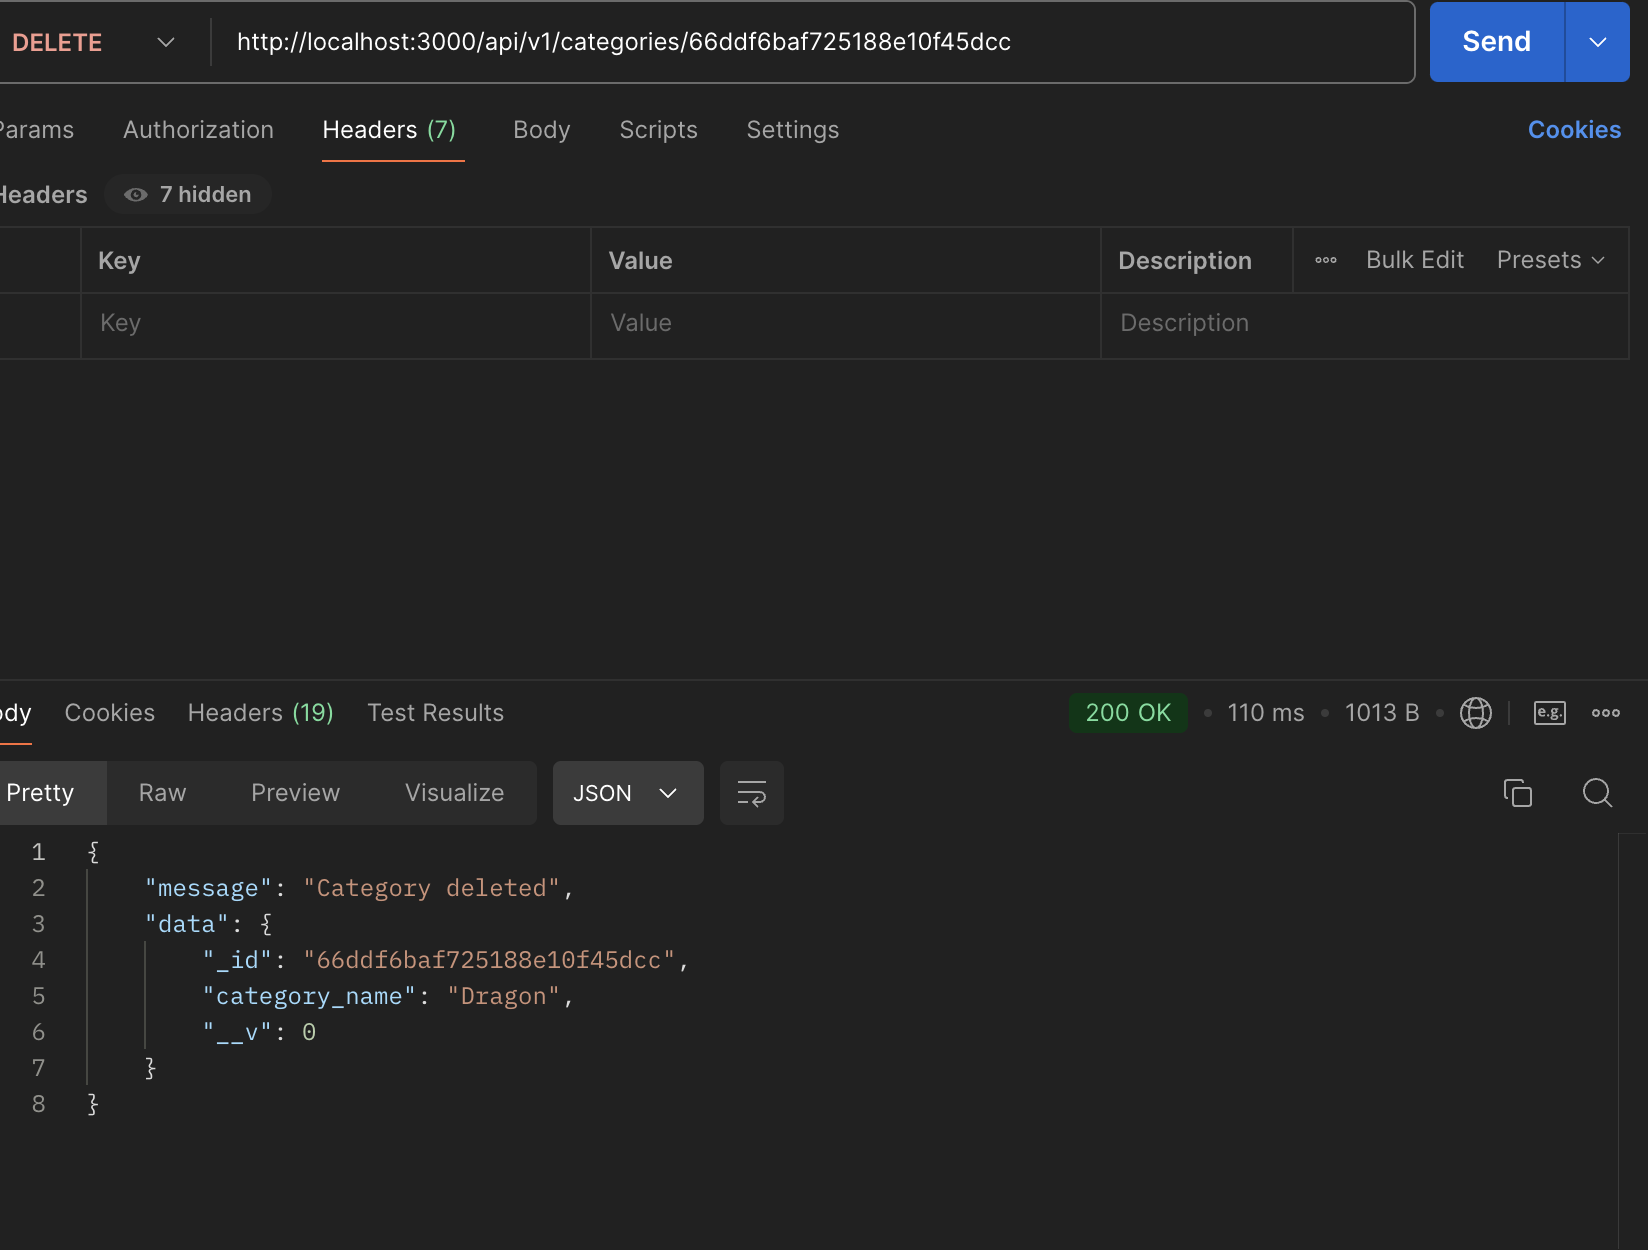 DELETE http://localhost:3000/api/v1/categories/66ddf6baf725188e10f45dcc Send
Params Authorization Headers (7) Body Scripts Settings Cookies
Headers 7 hidden
Key Value Description Bulk Edit Presets
Key Value Description
ody Cookies Headers (19) Test Results 200 OK 110 ms 1013 B e.g.
Pretty Raw Preview Visualize JSON
1 {
2 "message": "Category deleted",
3 "data": {
4 "_id": "66ddf6baf725188e10f45dcc",
5 "category_name": "Dragon",
6 "__v": 0
7 }
8 }